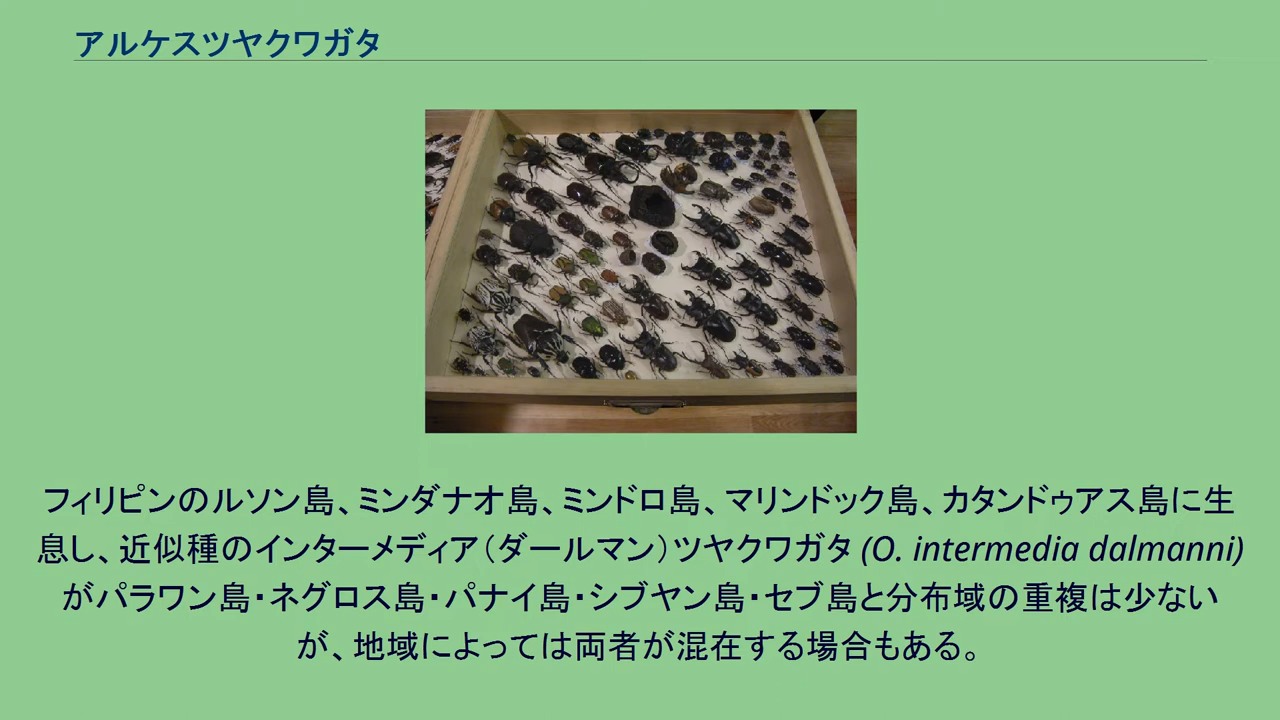 アルケスツヤクワガタ
フィリピンのルソン島、ミンダナオ島、ミンドロ島、マリンドック島、カタンドゥアス島に生
息し、近似種のインターメディア（ダールマン）ツヤクワガタ (O. intermedia dalmanni)
がパラワン島・ネグロス島・パナイ島・シブヤン島・セブ島と分布域の重複は少ない
が、地域によっては両者が混在する場合もある。